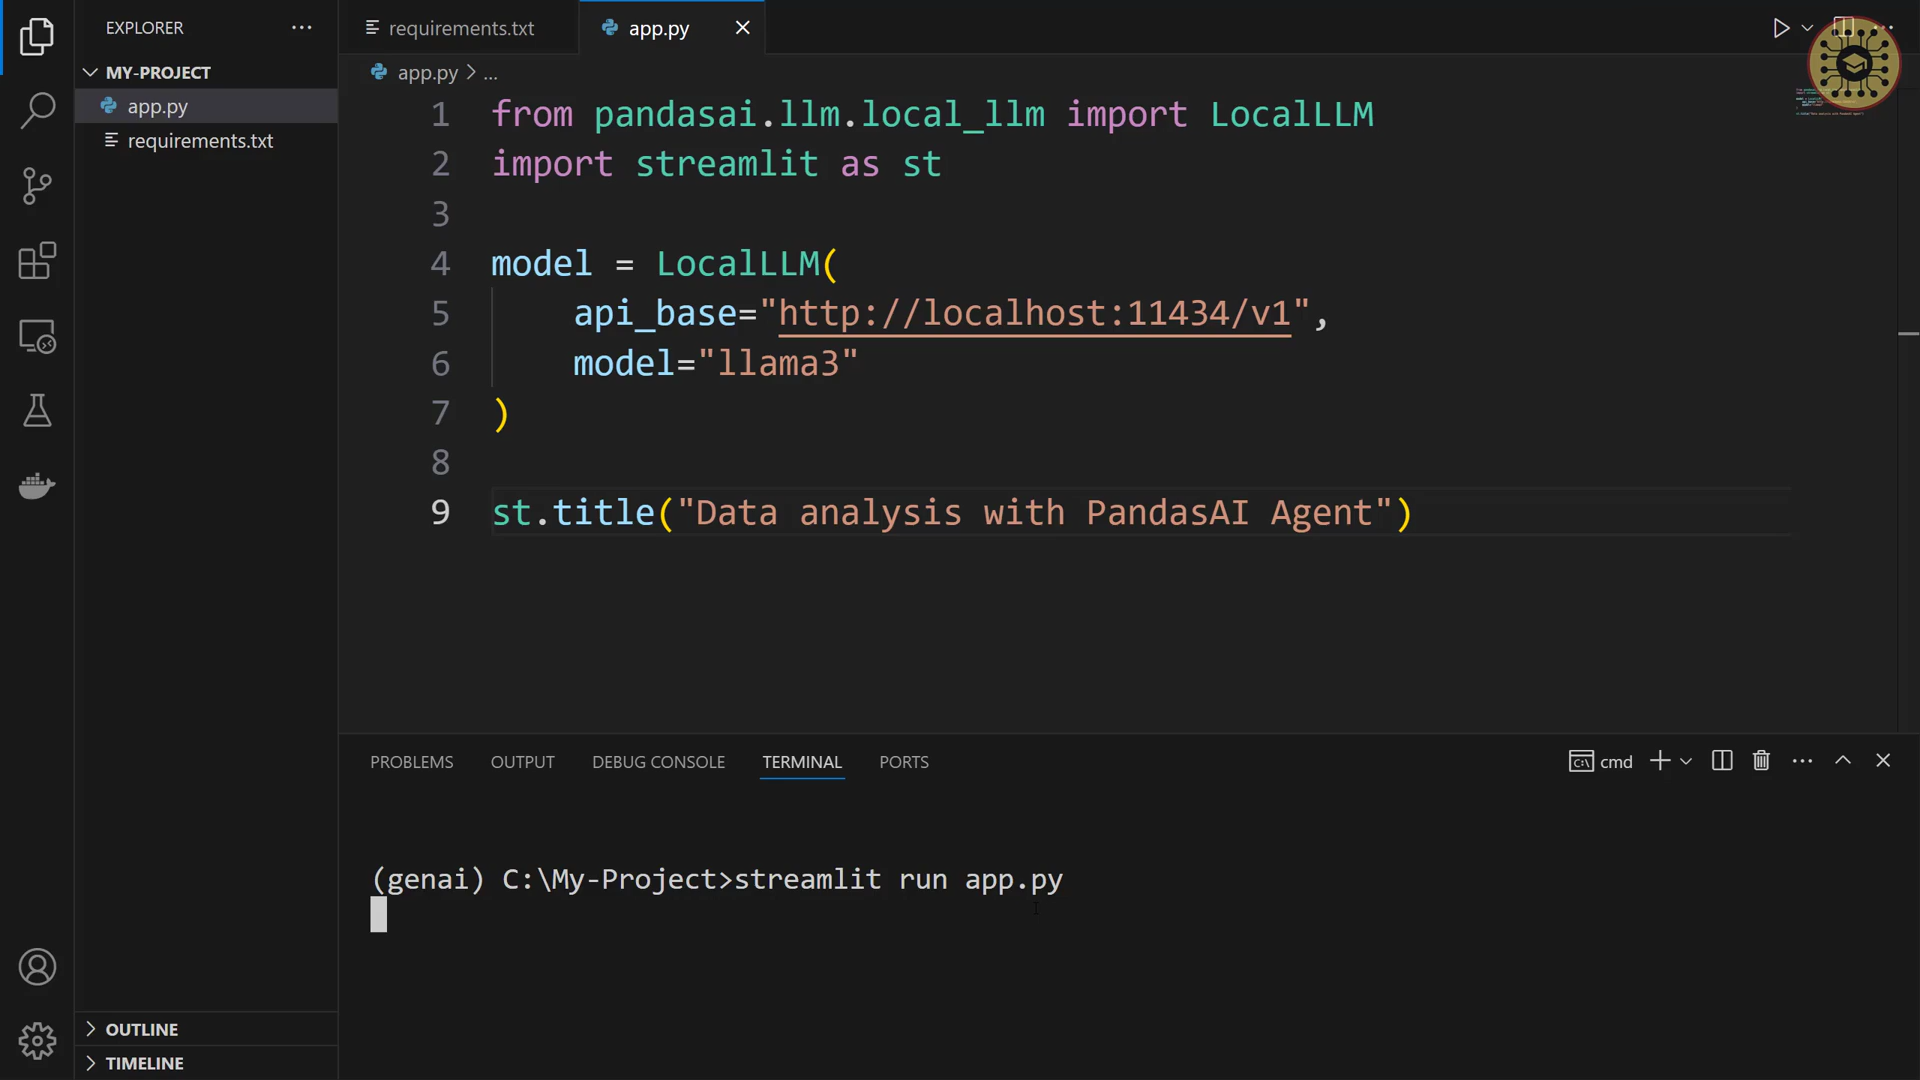 EXPLORER
MY-PROJECT
app.py
requirements.txt
OUTLINE
TIMELINE
requirements.txt
app.py
app.py > ...
1 from pandasai.llm.local_llm import LocalLLM
2 import streamlit as st
3
4 model = LocalLLM(
5 api_base="http://localhost:11434/v1",
6 model="llama3"
7 )
8
9 st.title("Data analysis with PandasAI Agent")
PROBLEMS OUTPUT DEBUG CONSOLE TERMINAL PORTS
cmd
(genai) C:\My-Project>streamlit run app.py